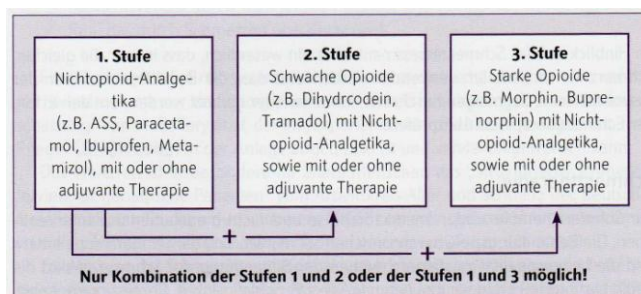 1. Stufe
Nichtopioid-Analge-
tika
(z.B. ASS, Paraceta-
mol, Ibuprofen, Meta-
mizol), mit oder ohne
adjuvante Therapie
2. Stufe
Schwache Opioide
(z.B. Dihydrcodein,
Tramadol) mit Nicht-
opioid-Analgetika,
sowie mit oder ohne
adjuvante Therapie
3. Stufe
Starke Opioide
(z.B. Morphin, Bupre-
norphin) mit Nicht-
opioid-Analgetika,
sowie mit oder ohne
adjuvante Therapie
+
+
Nur Kombination der Stufen 1 und 2 oder der Stufen 1 und 3 möglich!